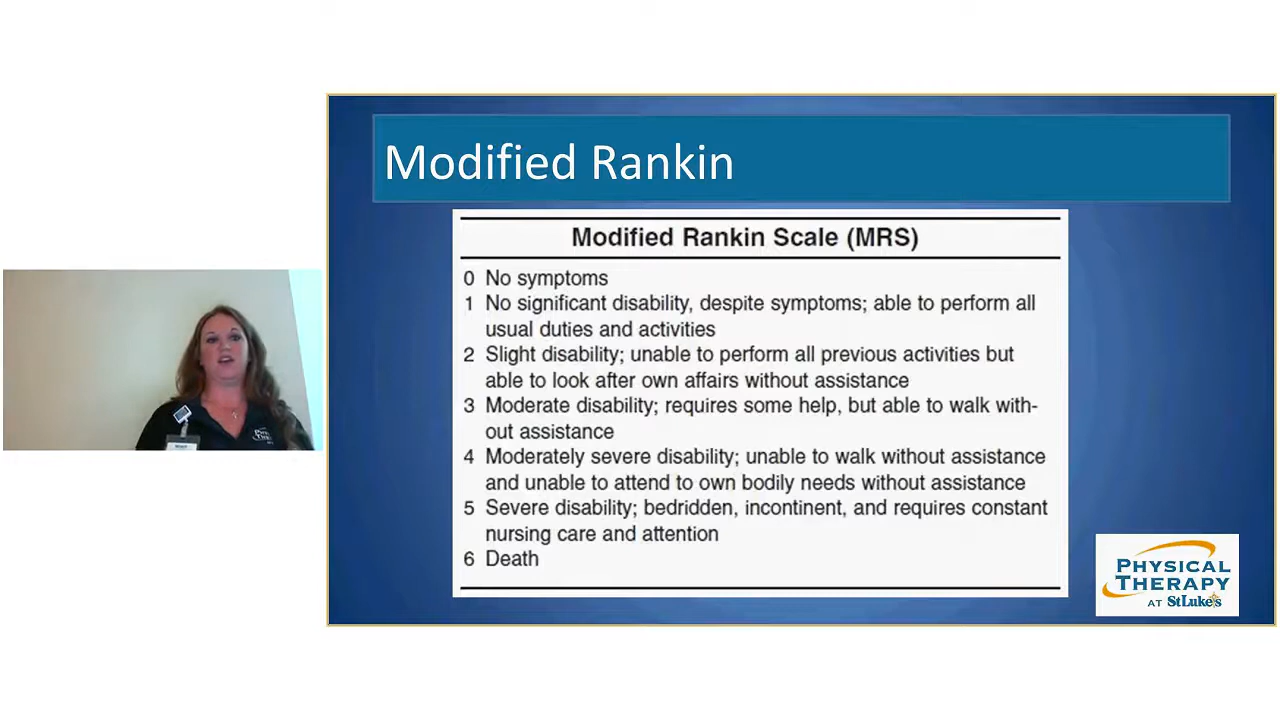 Modified Rankin
Modified Rankin Scale (MRS)
0 No symptoms
1 No significant disability, despite symptoms; able to perform all
usual duties and activities
2 Slight disability; unable to perform all previous activities but
able to look after own affairs without assistance
3 Moderate disability; requires some help, but able to walk with-
out assistance
4 Moderately severe disability; unable to walk without assistance
and unable to attend to own bodily needs without assistance
5 Severe disability; bedridden, incontinent, and requires constant
nursing care and attention
6 Death
PHYSICAL
THERAPY
AT StLuke's